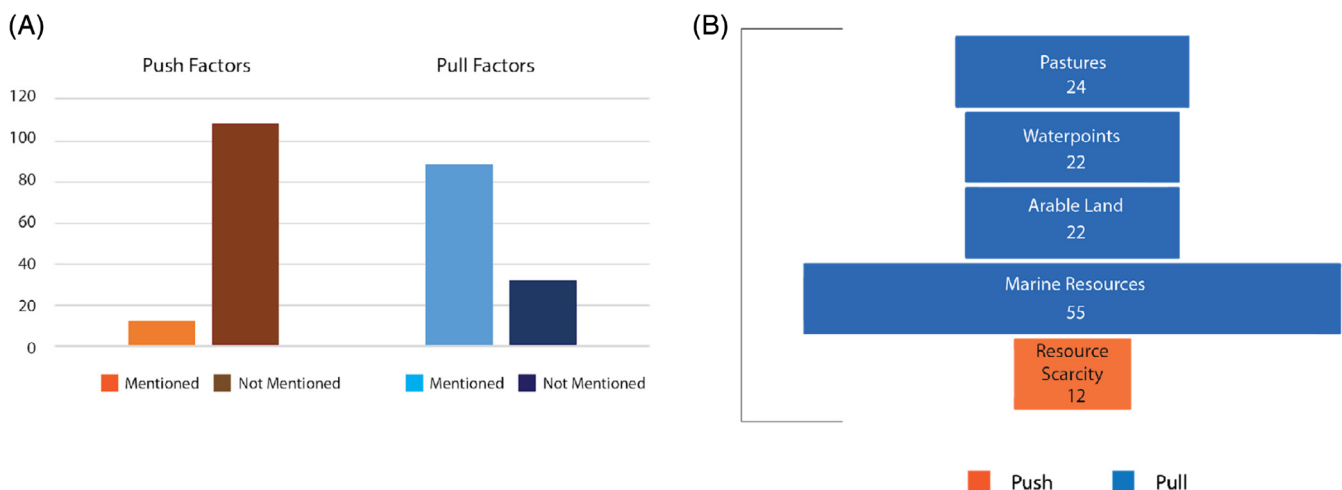 (A)
Push Factors
Pull Factors
120
100
80
60
40
20
0
Mentioned
Not Mentioned
Mentioned
Not Mentioned
(B)
Pastures
24
Waterpoints
22
Arable Land
22
Marine Resources
55
Resource
Scarcity
12
Push
Pull